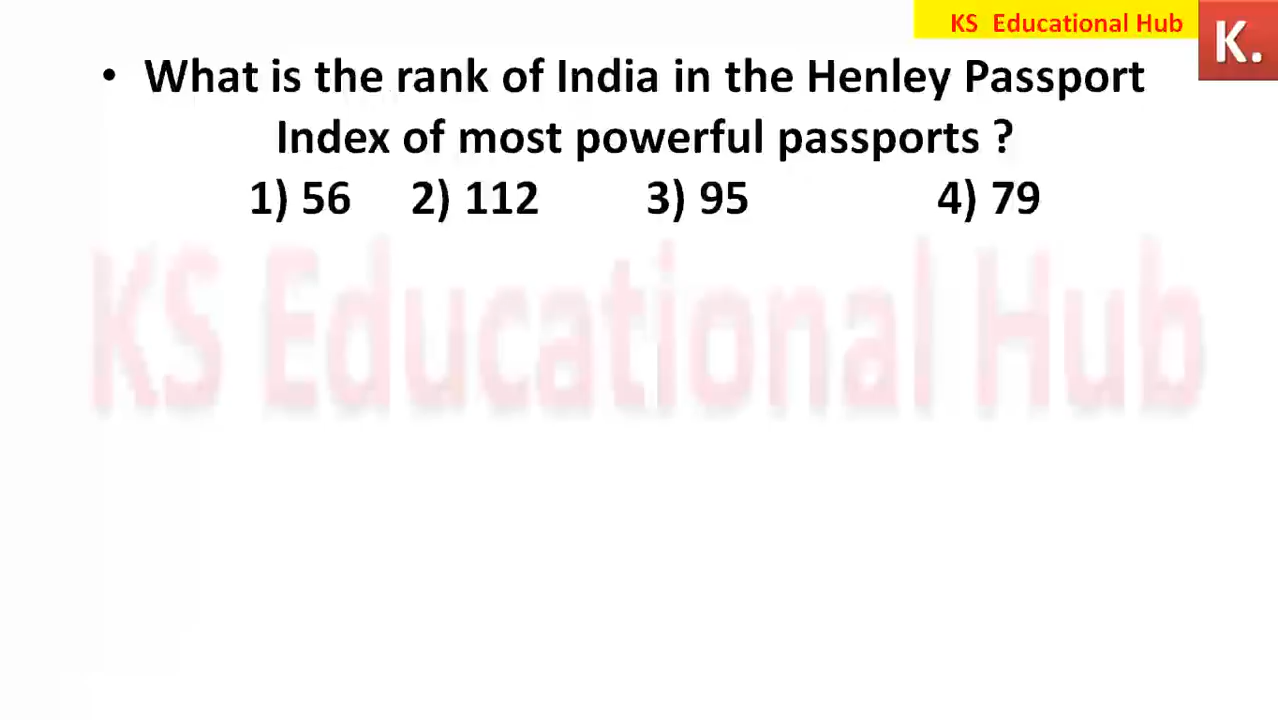 KS Educational Hub
K.
• What is the rank of India in the Henley Passport
Index of most powerful passports ?
1) 56 2) 112 3) 95 4) 79
KS Educational Hub